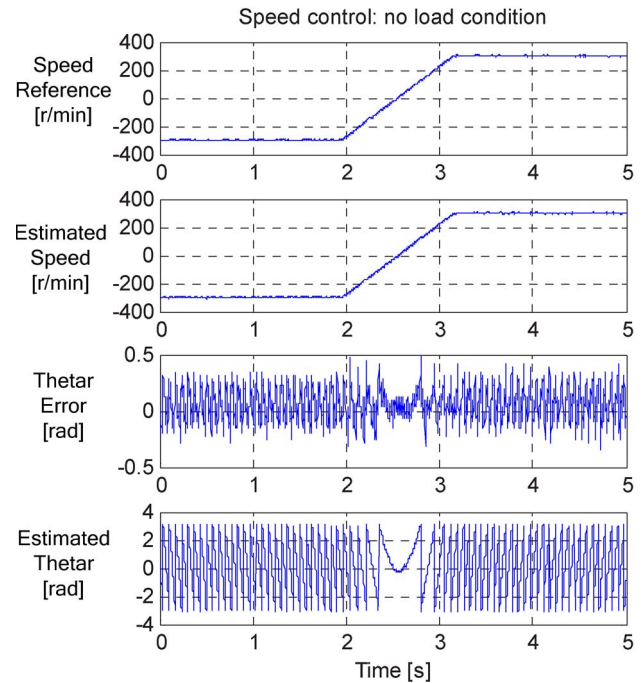 Speed control: no load condition
Speed
Reference
[r/min]
400
200
0
-200
-400
0 1 2 3 4 5
Estimated
Speed
[r/min]
400
200
0
-200
-400
0 1 2 3 4 5
Thetar
Error
[rad]
0.5
0
-0.5
0 1 2 3 4 5
Estimated
Thetar
[rad]
4
2
0
-2
-4
0 1 2 3 4 5
Time [s]